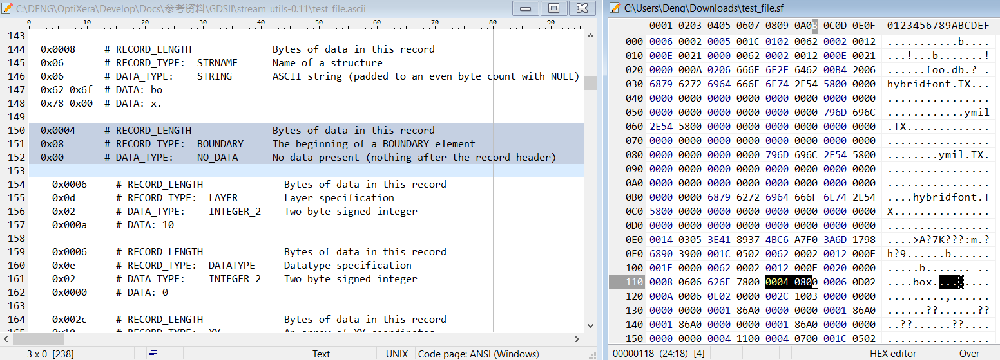 C:\DENG\OptiXera\Develop\Docs\参考资料\GDSII\stream_utils-0.11\test_file.ascii
0 10 20 30 40 50 60 70 80 90
143
144 0x0008 # RECORD_LENGTH Bytes of data in this record
145 0x06 # RECORD_TYPE: STRNAME Name of a structure
146 0x06 # DATA_TYPE: STRING ASCII string (padded to an even byte count with NULL)
147 0x62 0x6f # DATA: bo
148 0x78 0x00 # DATA: x.
149
150 0x0004 # RECORD_LENGTH Bytes of data in this record
151 0x08 # RECORD_TYPE: BOUNDARY The beginning of a BOUNDARY element
152 0x00 # DATA_TYPE: NO_DATA No data present (nothing after the record header)
153
154 0x0006 # RECORD_LENGTH Bytes of data in this record
155 0x0d # RECORD_TYPE: LAYER Layer specification
156 0x02 # DATA_TYPE: INTEGER_2 Two byte signed integer
157 0x000a # DATA: 10
158
159 0x0006 # RECORD_LENGTH Bytes of data in this record
160 0x0e # RECORD_TYPE: DATATYPE Datatype specification
161 0x02 # DATA_TYPE: INTEGER_2 Two byte signed integer
162 0x0000 # DATA: 0
163
164 0x002c # RECORD_LENGTH Bytes of data in this record
165 0x10 # RECORD_TYPE: XY An array of XY coordinates
3 x 0 [238] Text UNIX Code page: ANSI (Windows)
C:\Users\Deng\Downloads\test_file.sf
0001 0203 0405 0607 0809 0A0B 0C0D 0E0F 0123456789ABCDEF
000 0006 0002 0005 001C 0102 0062 0002 0012 ...........b....
010 000E 0021 0000 0062 0002 0012 000E 0021 ...!...b.......!
020 0000 000A 0206 666F 6F2E 6462 00B4 2006 ......foo.db.? .
030 6879 6272 6964 666F 6E74 2E54 5800 0000 hybridfont.TX...
040 0000 0000 0000 0000 0000 0000 0000 0000 ................
050 0000 0000 0000 0000 0000 0000 796D 696C ............ymil
060 2E54 5800 0000 0000 0000 0000 0000 0000 .TX.............
070 0000 0000 0000 0000 0000 0000 0000 0000 ................
080 0000 0000 0000 0000 796D 696C 2E54 5800 ........ymil.TX.
090 0000 0000 0000 0000 0000 0000 0000 0000 ................
0A0 0000 0000 0000 0000 0000 0000 0000 0000 ................
0B0 0000 0000 6879 6272 6964 666F 6E74 2E54 ....hybridfont.T
0C0 5800 0000 0000 0000 0000 0000 0000 0000 X...............
0D0 0000 0000 0000 0000 0000 0000 0000 0000 ................
0E0 0014 0305 3E41 8937 4BC6 A7F0 3A6D 1798 ....>A?7K???:m.?
0F0 6890 3900 001C 0502 0062 0002 0012 000E h?9......b......
100 001F 0000 0062 0002 0012 000E 0020 0000 .....b....... ..
110 0008 0606 626F 7800 0004 0800 0006 0D02 ....box.........
120 000A 0006 0E02 0000 002C 1003 0000 0000 .........,......
130 0000 0000 0001 86A0 0000 0000 0001 86A0 ......??......??
140 0001 86A0 0000 0000 0001 86A0 0000 0000 ..??......??....
150 0000 0000 0004 1100 0004 0700 001C 0502 ................
00000118 (24:18) [4] HEX editor Over